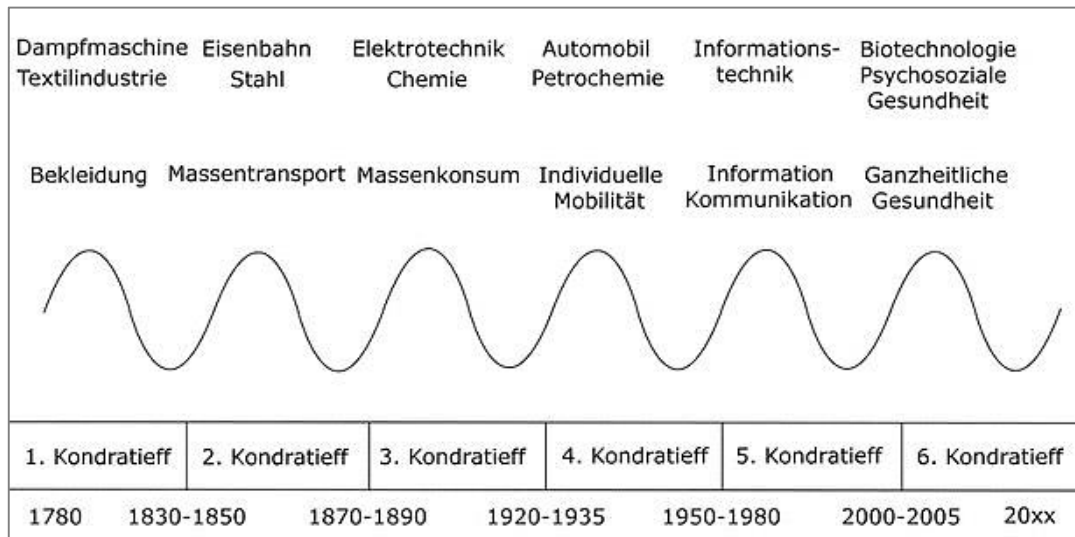 Dampfmaschine
Textilindustrie
Eisenbahn
Stahl
Elektrotechnik
Chemie
Automobil
Petrochemie
Informations-
technik
Biotechnologie
Psychosoziale
Gesundheit
Bekleidung
Massentransport
Massenkonsum
Individuelle
Mobilität
Information
Kommunikation
Ganzheitliche
Gesundheit
1. Kondratieff
2. Kondratieff
3. Kondratieff
4. Kondratieff
5. Kondratieff
6. Kondratieff
1780
1830-1850
1870-1890
1920-1935
1950-1980
2000-2005
20xx